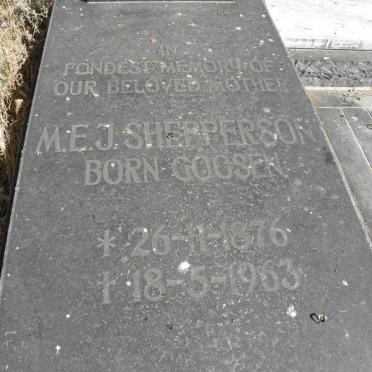 IN
FONDEST MEMORY OF
OUR BELOVED MOTHER
M.E.J. SHEPPERSON
BORN GOOSEN
* 26-11-1876
† 18-5-1963